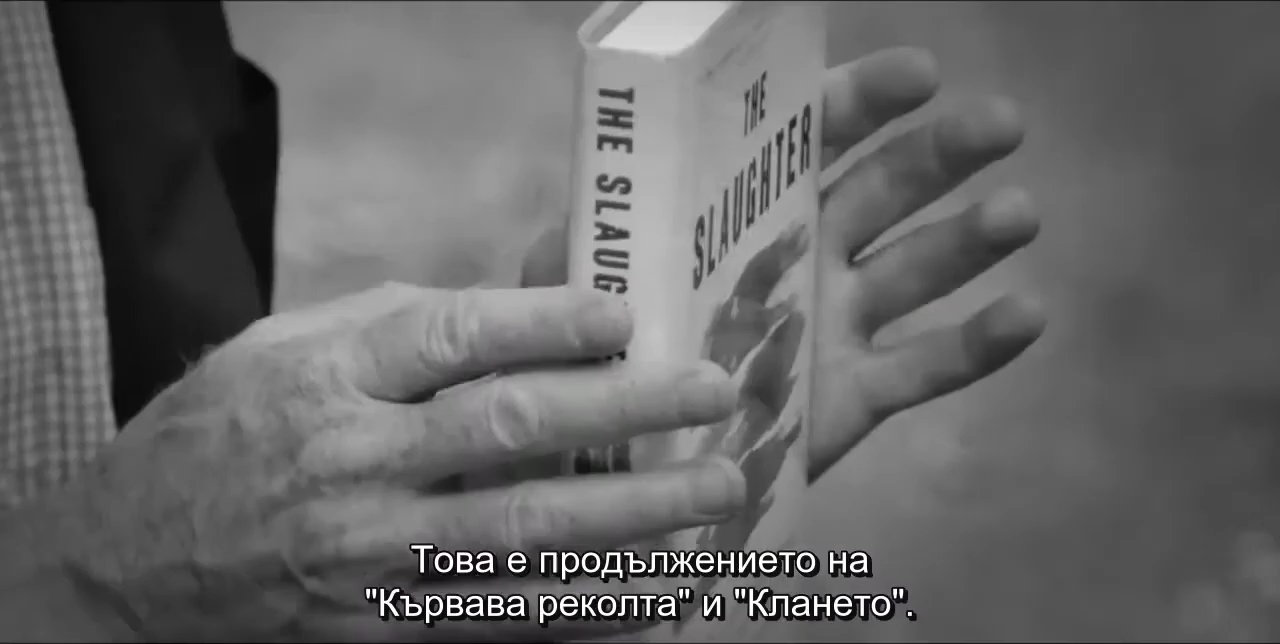 THE SLAUG
THE
SLAUGHTER
Това е продължението на
"Кървава реколта" и "Клането".